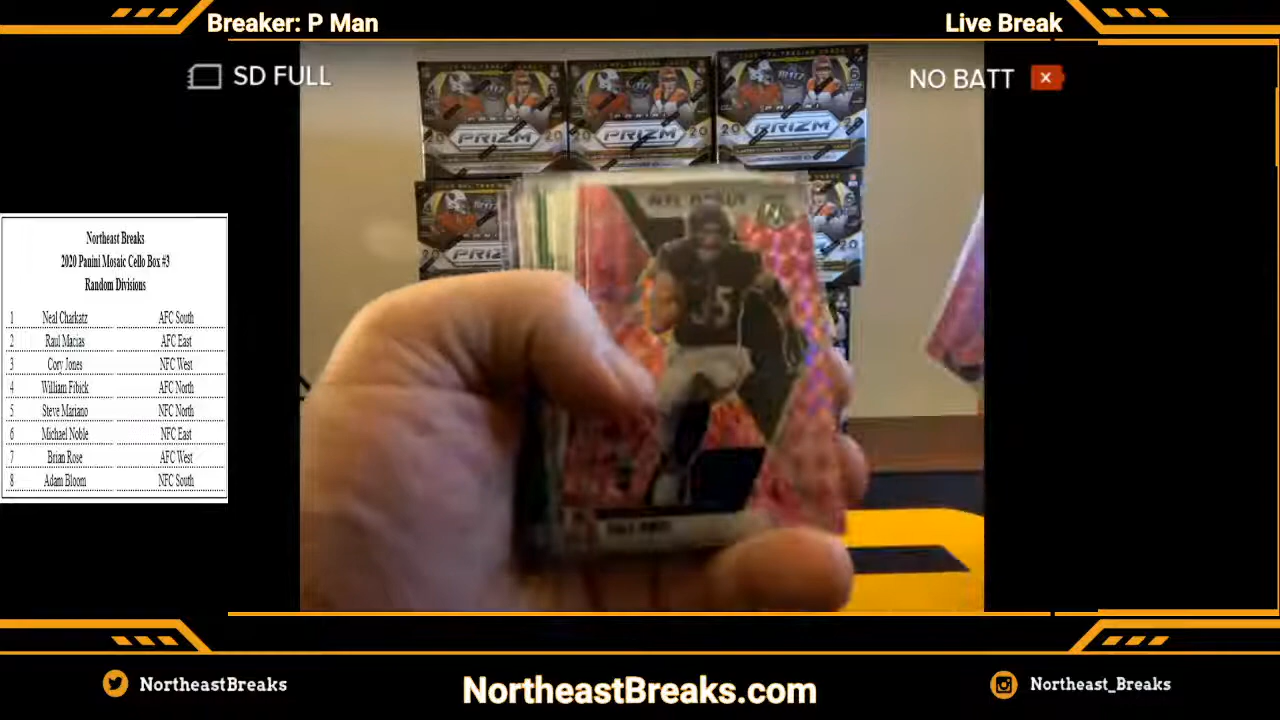 Breaker: P Man
Live Break
SD FULL
NO BATT
PRIZM
PRIZM
PRIZM
Northeast Breaks
2020 Panini Mosaic Cello Box #3
Random Divisions
1 Neal Charkatz AFC South
2 Raul Macias AFC East
3 Cory Jones NFC West
4 William Fibick AFC North
5 Steve Mariano NFC North
6 Michael Noble NFC East
7 Brian Rose AFC West
8 Adam Bloom NFC South
NFL DEBUT
35
NortheastBreaks
NortheastBreaks.com
Northeast_Breaks